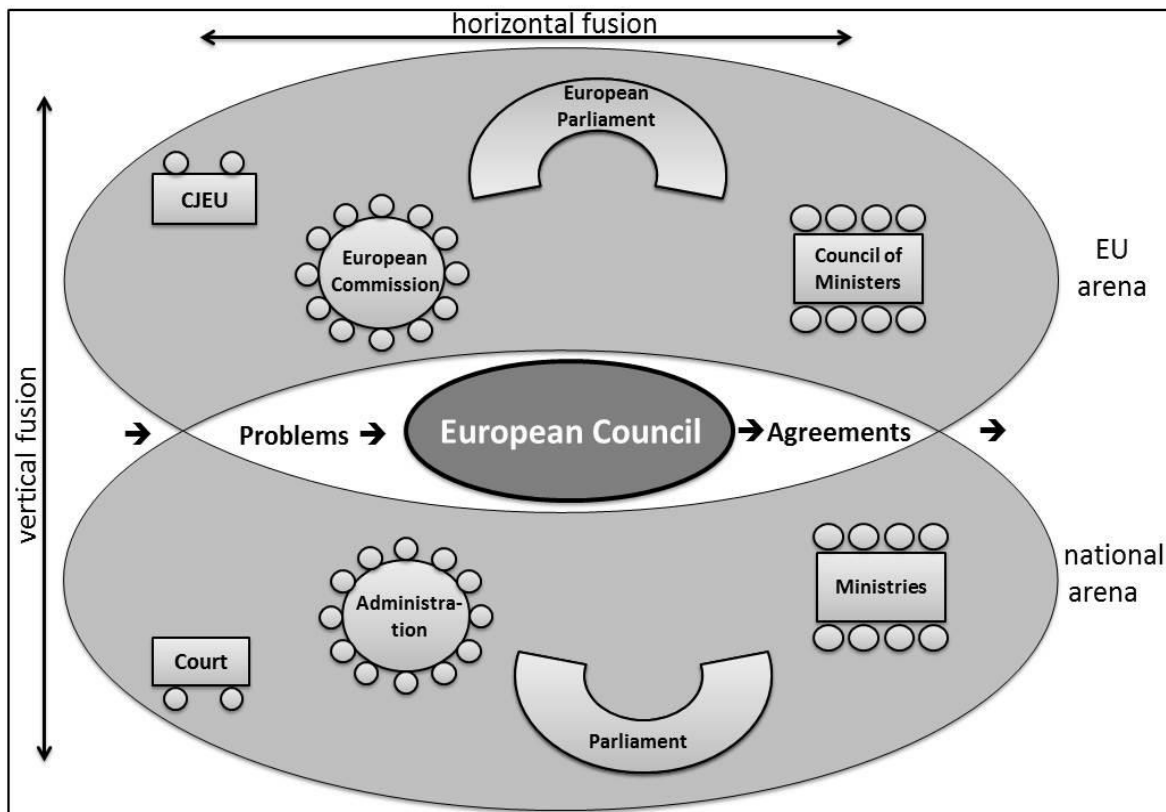 horizontal fusion
European
Parliament
CJEU
European
Commission
Council of
Ministers
EU
arena
vertical fusion
Problems
European Council
Agreements
Administra-
tion
Ministries
national
arena
Court
Parliament